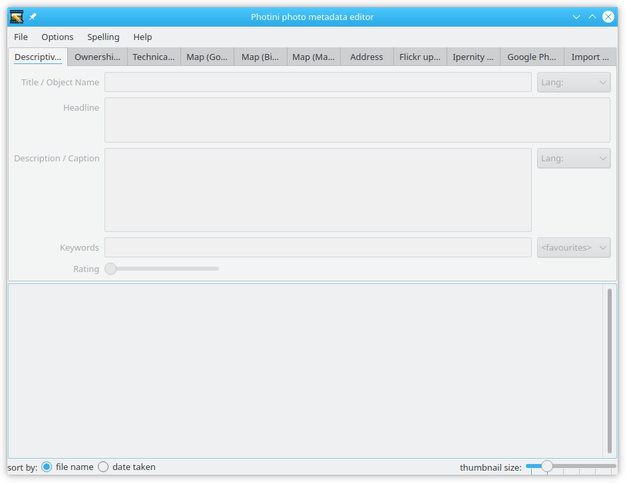 Photini photo metadata editor
File Options Spelling Help
Descriptiv... Ownershi... Technica... Map (Go... Map (Bi... Map (Ma... Address Flickr up... Ipernity ... Google Ph... Import ...
Title / Object Name Lang:
Headline
Description / Caption Lang:
Keywords <favourites>
Rating
sort by: file name date taken thumbnail size: